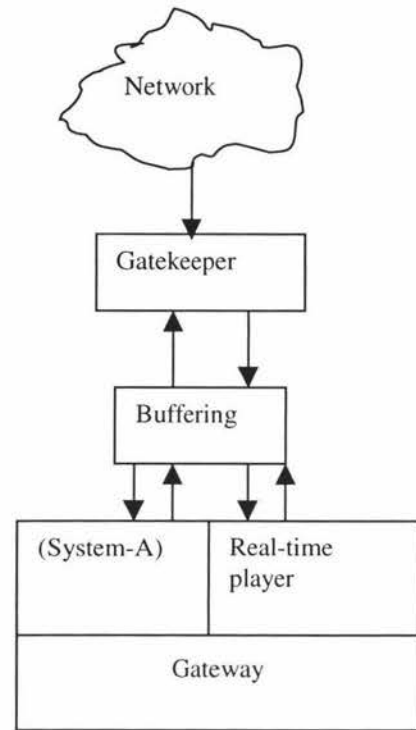 Network
Gatekeeper
Buffering
(System-A)
Real-time
player
Gateway